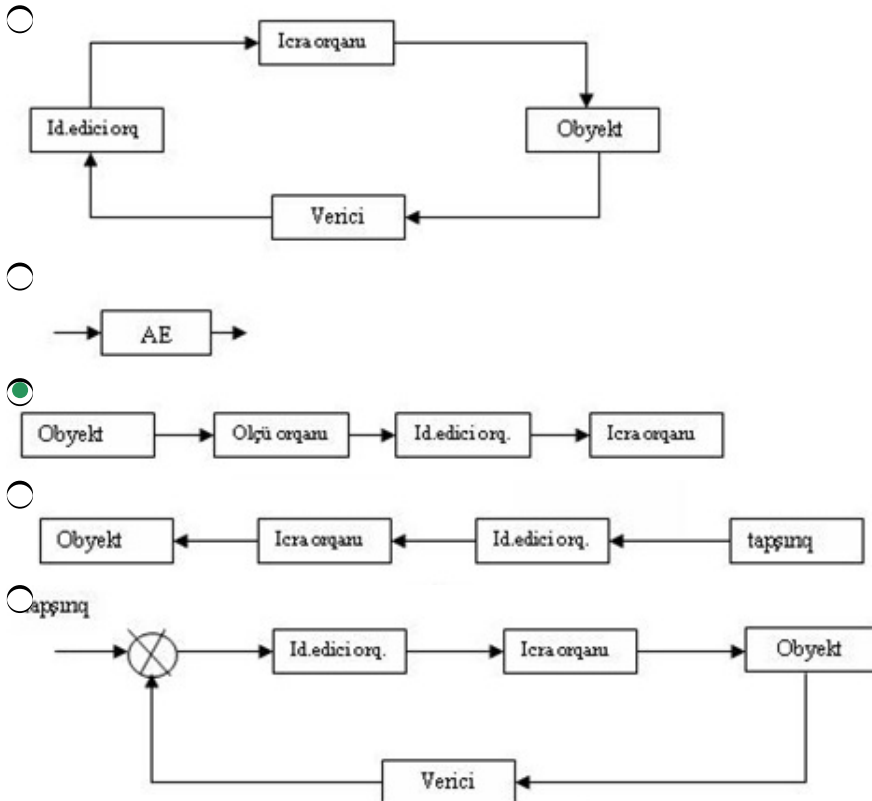 Icra orqanı
Id.edici orq
Obyekt
Verici
AE
Obyekt
Olçü orqanı
Id.edici orq.
Icra orqanı
Obyekt
Icra orqanı
Id.edici orq.
tapşırıq
apşırıq
Id.edici orq.
Icra orqanı
Obyekt
Verici